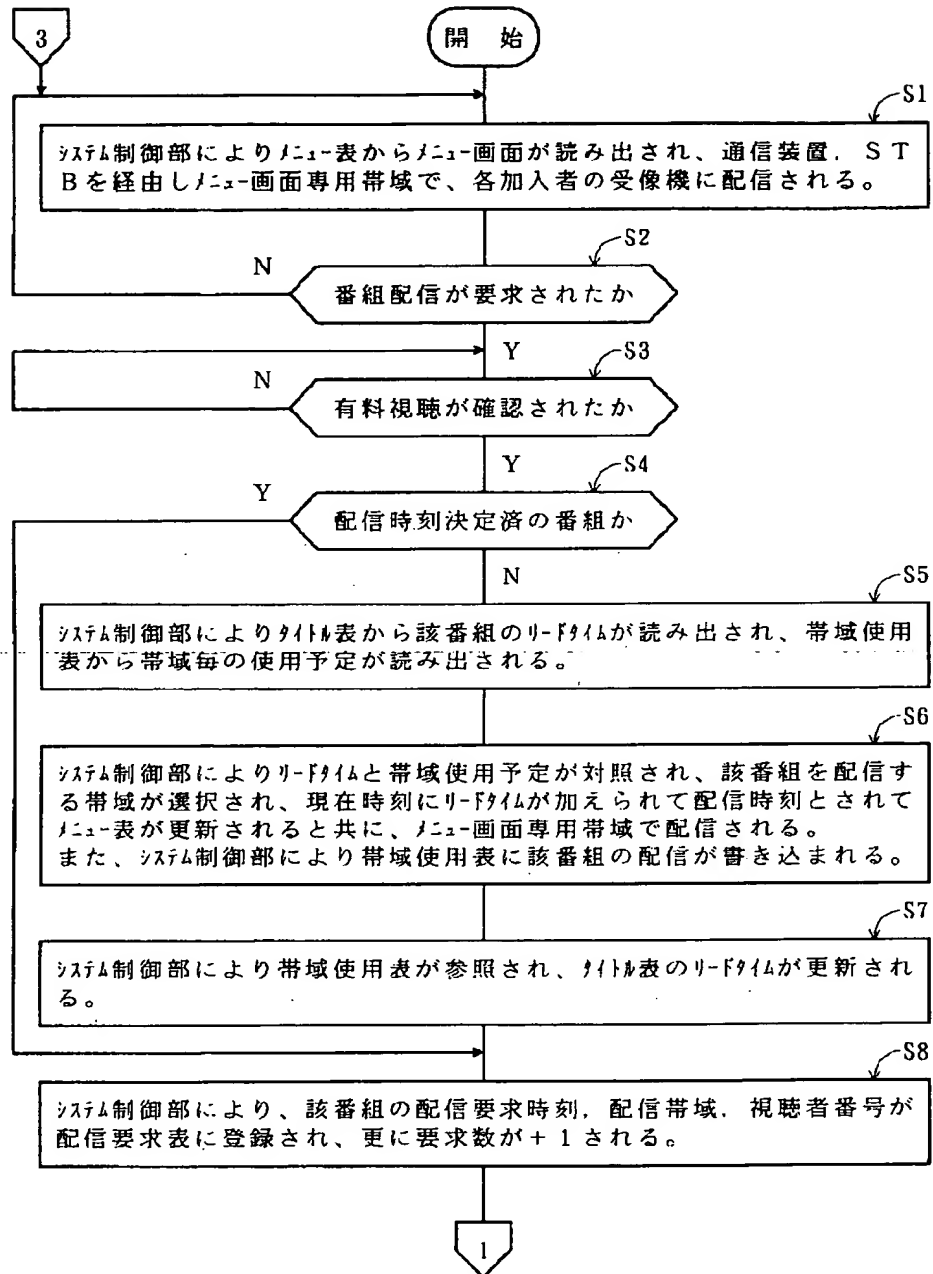 3
開 始
S1
システム制御部によりメニュー表からメニュー画面が読み出され、通信装置，ＳＴ
Ｂを経由しメニュー画面専用帯域で、各加入者の受像機に配信される。
S2
N
番組配信が要求されたか
Y
S3
N
有料視聴が確認されたか
Y
S4
Y
配信時刻決定済の番組か
N
S5
システム制御部によりタイトル表から該番組のリードタイムが読み出され、帯域使用
表から帯域毎の使用予定が読み出される。
S6
システム制御部によりリードタイムと帯域使用予定が対照され、該番組を配信す
る帯域が選択され、現在時刻にリードタイムが加えられて配信時刻とされて
メニュー表が更新されると共に、メニュー画面専用帯域で配信される。
また、システム制御部により帯域使用表に該番組の配信が書き込まれる。
S7
システム制御部により帯域使用表が参照され、タイトル表のリードタイムが更新され
る。
S8
システム制御部により、該番組の配信要求時刻，配信帯域，視聴者番号が
配信要求表に登録され、更に要求数が＋１される。
1